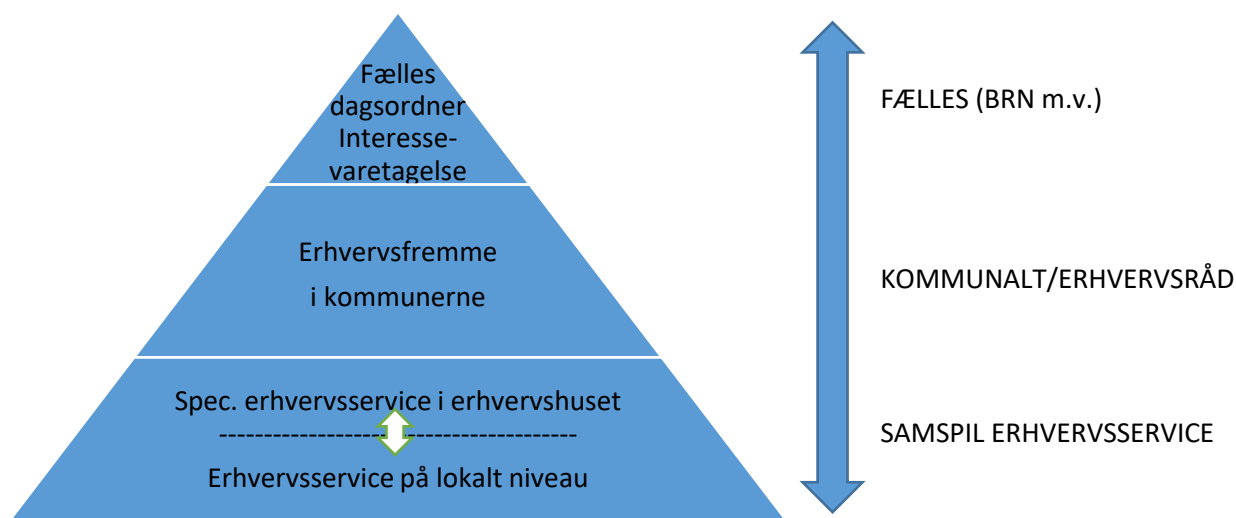 Fælles
dagsordner
Interesse-
varetagelse
FÆLLES (BRN m.v.)
Erhvervsfremme
i kommunerne
KOMMUNALT/ERHVERVSRÅD
Spec. erhvervsservice i erhvervshuset
----------------------------------------
Erhvervsservice på lokalt niveau
SAMSPIL ERHVERVSSERVICE